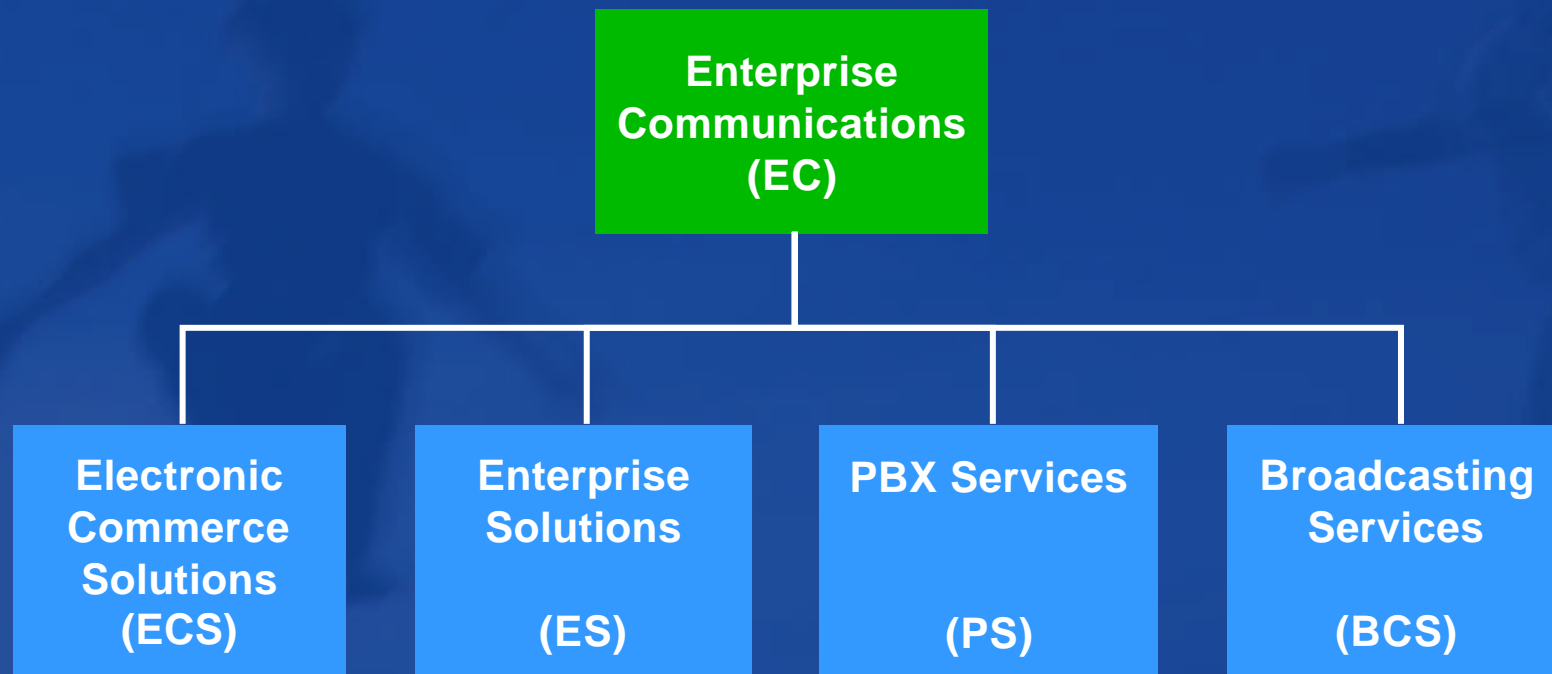 Enterprise
Communications
(EC)
Electronic
Commerce
Solutions
(ECS)
Enterprise
Solutions
(ES)
PBX Services
(PS)
Broadcasting
Services
(BCS)